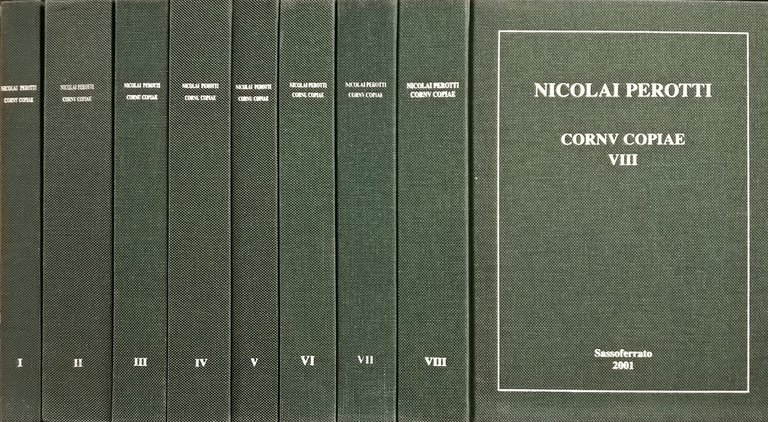 NICOLAI PEROTTI
CORNV COPIAE
I
NICOLAI PEROTTI
CORNV COPIAE
II
NICOLAI PEROTTI
CORNV COPIAE
III
NICOLAI PEROTTI
CORNV COPIAE
IV
NICOLAI PEROTTI
CORNV COPIAE
V
NICOLAI PEROTTI
CORNV COPIAE
VI
NICOLAI PEROTTI
CORNV COPIAE
VII
NICOLAI PEROTTI
CORNV COPIAE
VIII
NICOLAI PEROTTI
CORNV COPIAE
VIII
Sassoferrato
2001